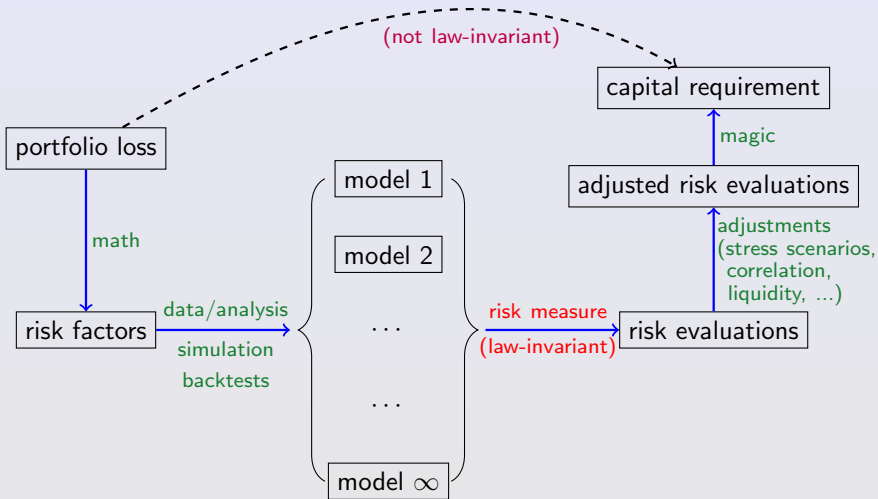 (not law-invariant)
capital requirement
portfolio loss
magic
model 1
adjusted risk evaluations
math
model 2
adjustments
(stress scenarios,
correlation,
liquidity, ...)
data/analysis
risk measure
risk factors
. . .
risk evaluations
simulation
(law-invariant)
backtests
. . .
model ∞